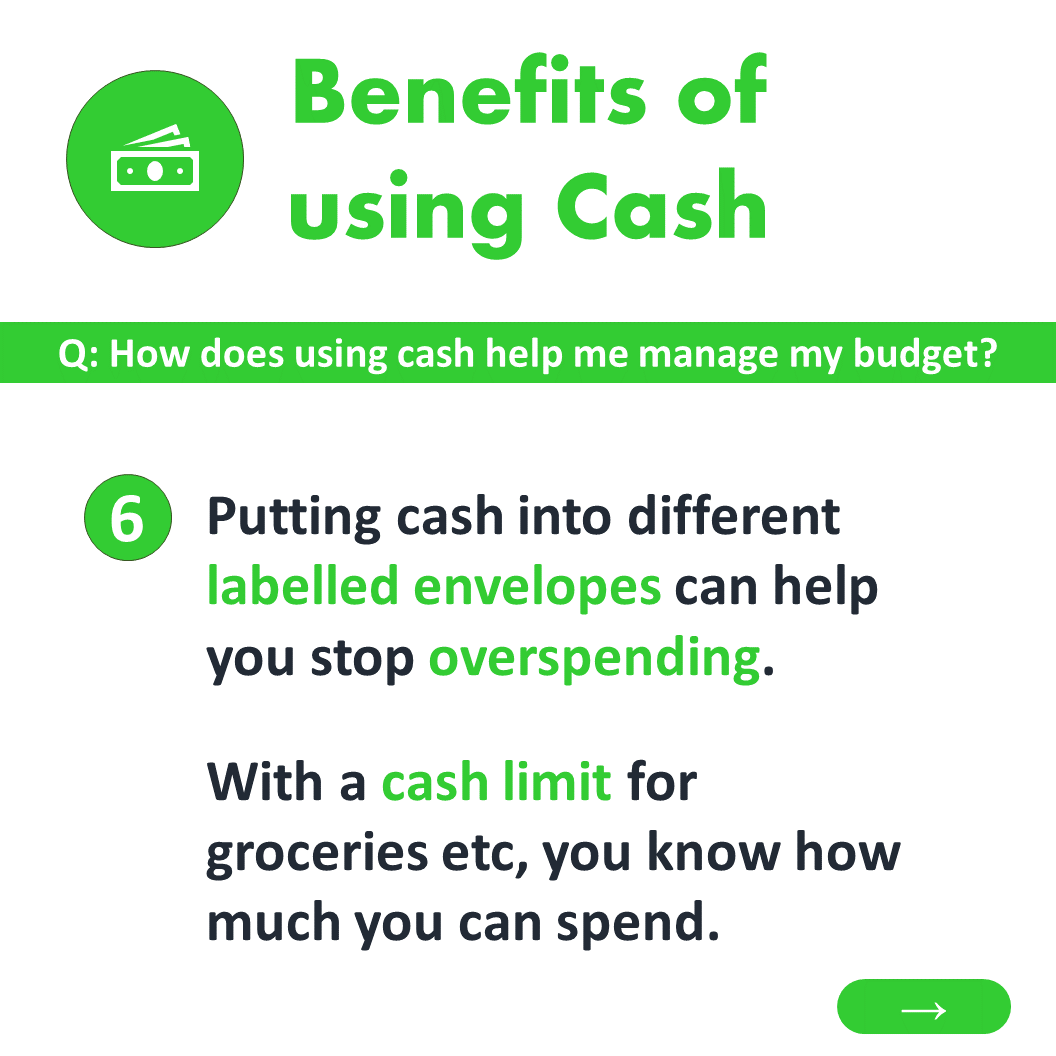 Benefits of
using Cash
Q: How does using cash help me manage my budget?
6
Putting cash into different
labelled envelopes can help
you stop overspending.
With a cash limit for
groceries etc, you know how
much you can spend.
→